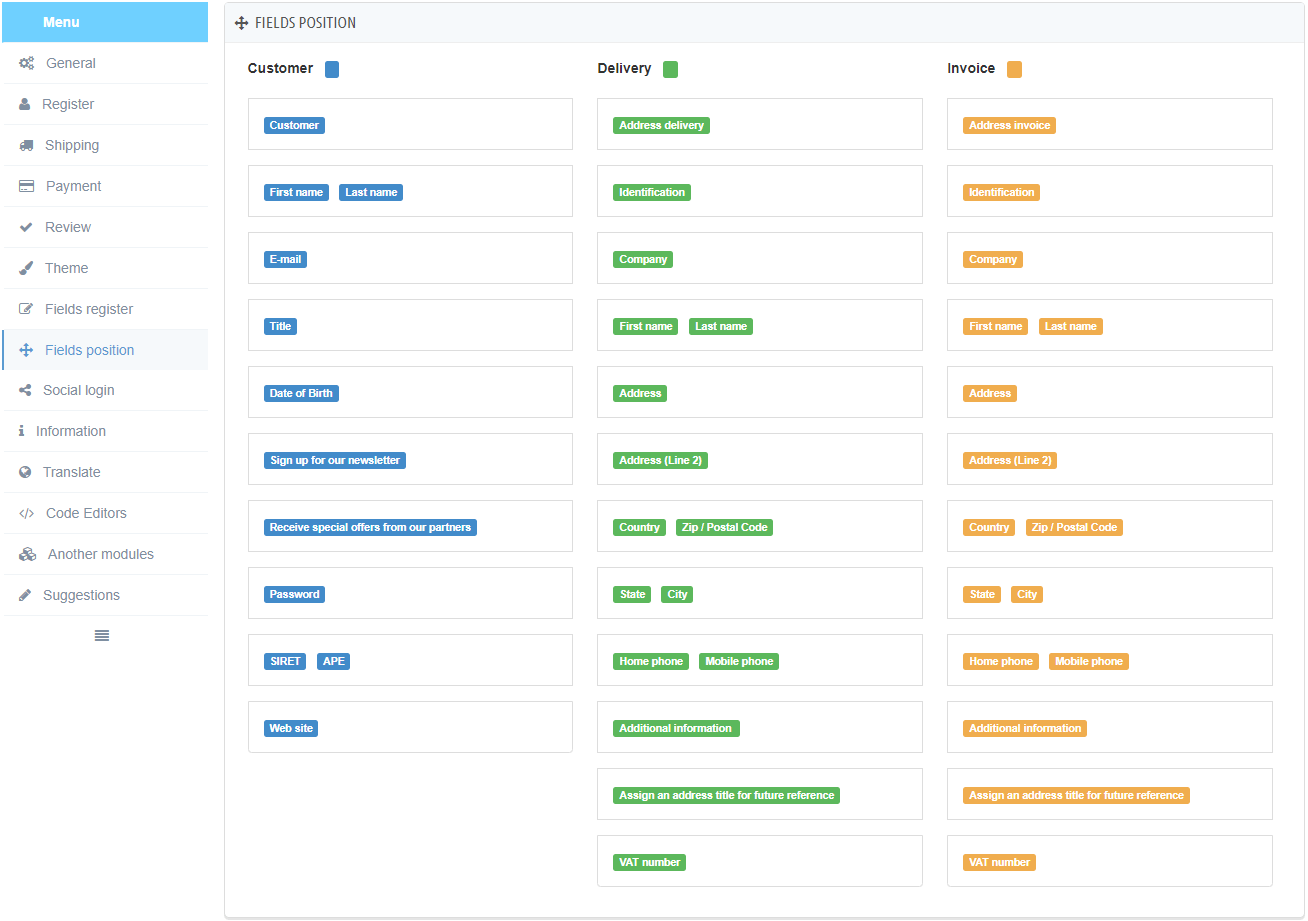 Menu
General
Register
Shipping
Payment
Review
Theme
Fields register
Fields position
Social login
Information
Translate
Code Editors
Another modules
Suggestions
FIELDS POSITION
Customer
Customer
First name Last name
E-mail
Title
Date of Birth
Sign up for our newsletter
Receive special offers from our partners
Password
SIRET APE
Web site
Delivery
Address delivery
Identification
Company
First name Last name
Address
Address (Line 2)
Country Zip / Postal Code
State City
Home phone Mobile phone
Additional information
Assign an address title for future reference
VAT number
Invoice
Address invoice
Identification
Company
First name Last name
Address
Address (Line 2)
Country Zip / Postal Code
State City
Home phone Mobile phone
Additional information
Assign an address title for future reference
VAT number